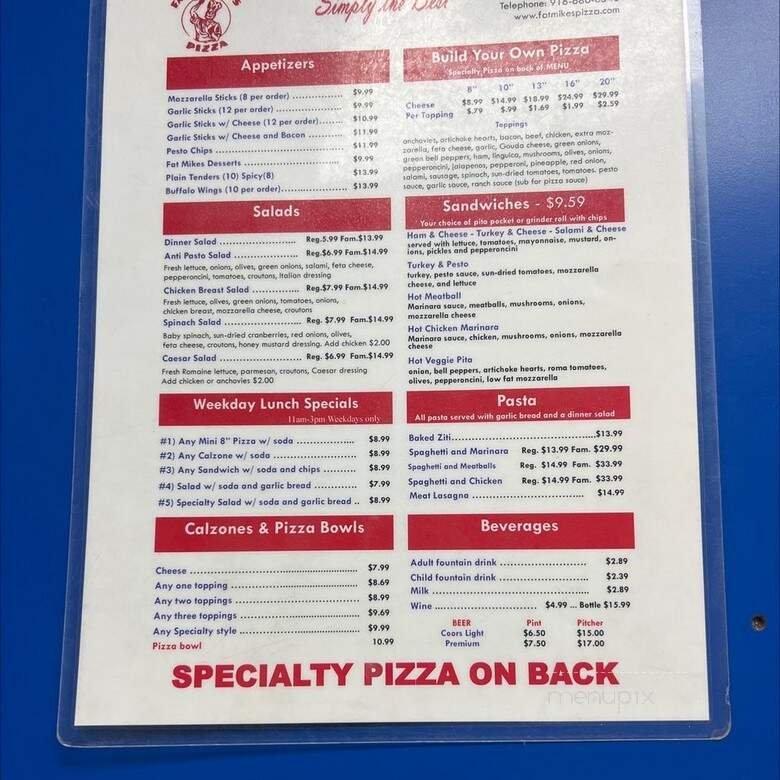 PIZZA
Simply the Best
Telephone:
www.fatmikespizza.com
Appetizers
Mozzarella Sticks (8 per order) $9.99
Garlic Sticks (12 per order) $9.99
Garlic Sticks w/ Cheese (12 per order) $10.99
Garlic Sticks w/ Cheese and Bacon $11.99
Pesto Chips $11.99
Fat Mikes Desserts $9.99
Plain Tenders (10) Spicy(8) $13.99
Buffalo Wings (10 per order) $13.99
Salads
Dinner Salad Reg.5.99 Fam.$13.99
Anti Pasto Salad Reg.$6.99 Fam.$14.99
Fresh lettuce, onions, olives, green onions, salami, feta cheese,
pepperoncini, tomatoes, croutons, Italian dressing
Chicken Breast Salad Reg.$7.99 Fam.$14.99
Fresh lettuce, olives, green onions, tomatoes, onions,
chicken breast, mozzarella cheese, croutons
Spinach Salad Reg. $7.99 Fam.$14.99
Baby spinach, sun-dried cranberries, red onions, olives,
feta cheese, croutons, honey mustard dressing. Add chicken $2.00
Caesar Salad Reg. $6.99 Fam.$14.99
Fresh Romaine lettuce, parmesan, croutons, Caesar dressing
Add chicken or anchovies $2.00
Weekday Lunch Specials
11am-3pm Weekdays only
#1) Any Mini 8" Pizza w/ soda $8.99
#2) Any Calzone w/ soda $8.99
#3) Any Sandwich w/ soda and chips $8.99
#4) Salad w/ soda and garlic bread $7.99
#5) Specialty Salad w/ soda and garlic bread .. $8.99
Calzones & Pizza Bowls
Cheese $7.99
Any one topping $8.69
Any two toppings $8.99
Any three toppings $9.69
Any Specialty style $9.99
Pizza bowl 10.99
Build Your Own Pizza
Specialty Pizza on back of MENU
8" 10" 13" 16" 20"
Cheese $8.99 $14.99 $18.99 $24.99 $29.99
Per Topping $.79 $.99 $1.69 $1.99 $2.59
Toppings
anchovies, artichoke hearts, bacon, beef, chicken, extra moz-
zarella, feta cheese, garlic, Gouda cheese, green onions,
green bell peppers, ham, linguica, mushrooms, olives, onions,
pepperoncini, jalapenos, pepperoni, pineapple, red onion,
salami, sausage, spinach, sun-dried tomatoes, tomatoes. pesto
sauce, garlic sauce, ranch sauce (sub for pizza sauce)
Sandwiches - $9.59
Your choice of pita pocket or grinder roll with chips
Ham & Cheese - Turkey & Cheese - Salami & Cheese
served with lettuce, tomatoes, mayonnaise, mustard, on-
ions, pickles and pepperoncini
Turkey & Pesto
turkey, pesto sauce, sun-dried tomatoes, mozzarella
cheese, and lettuce
Hot Meatball
Marinara sauce, meatballs, mushrooms, onions,
mozzarella cheese
Hot Chicken Marinara
Marinara sauce, chicken, mushrooms, onions, mozzarella
cheese
Hot Veggie Pita
onion, bell peppers, artichoke hearts, roma tomatoes,
olives, pepperoncini, low fat mozzarella
Pasta
All pasta served with garlic bread and a dinner salad
Baked Ziti $13.99
Spaghetti and Marinara Reg. $13.99 Fam. $29.99
Spaghetti and Meatballs Reg. $14.99 Fam. $33.99
Spaghetti and Chicken Reg. $14.99 Fam. $33.99
Meat Lasagna $14.99
Beverages
Adult fountain drink $2.89
Child fountain drink $2.39
Milk $2.89
Wine $4.99 ... Bottle $15.99
BEER Pint Pitcher
Coors Light $6.50 $15.00
Premium $7.50 $17.00
SPECIALTY PIZZA ON BACK
menupix